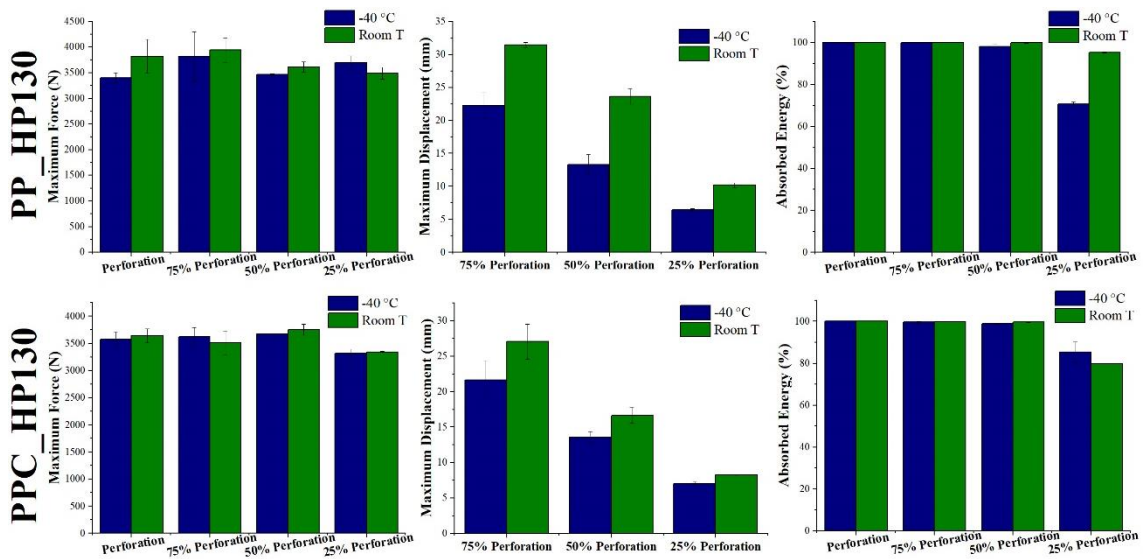 PP_HP130
Maximum Force (N)
4500
4000
3500
3000
2500
2000
1500
1000
500
0
-40 °C
Room T
Perforation
75% Perforation
50% Perforation
25% Perforation
Maximum Displacement (mm)
35
30
25
20
15
10
5
0
-40 °C
Room T
75% Perforation
50% Perforation
25% Perforation
Absorbed Energy (%)
100
80
60
40
20
0
-40 °C
Room T
Perforation
75% Perforation
50% Perforation
25% Perforation
PPC_HP130
Maximum Force (N)
4000
3500
3000
2500
2000
1500
1000
500
0
-40 °C
Room T
Perforation
75% Perforation
50% Perforation
25% Perforation
Maximum Displacement (mm)
30
25
20
15
10
5
0
-40 °C
Room T
75% Perforation
50% Perforation
25% Perforation
Absorbed Energy (%)
100
80
60
40
20
0
-40 °C
Room T
Perforation
75% Perforation
50% Perforation
25% Perforation